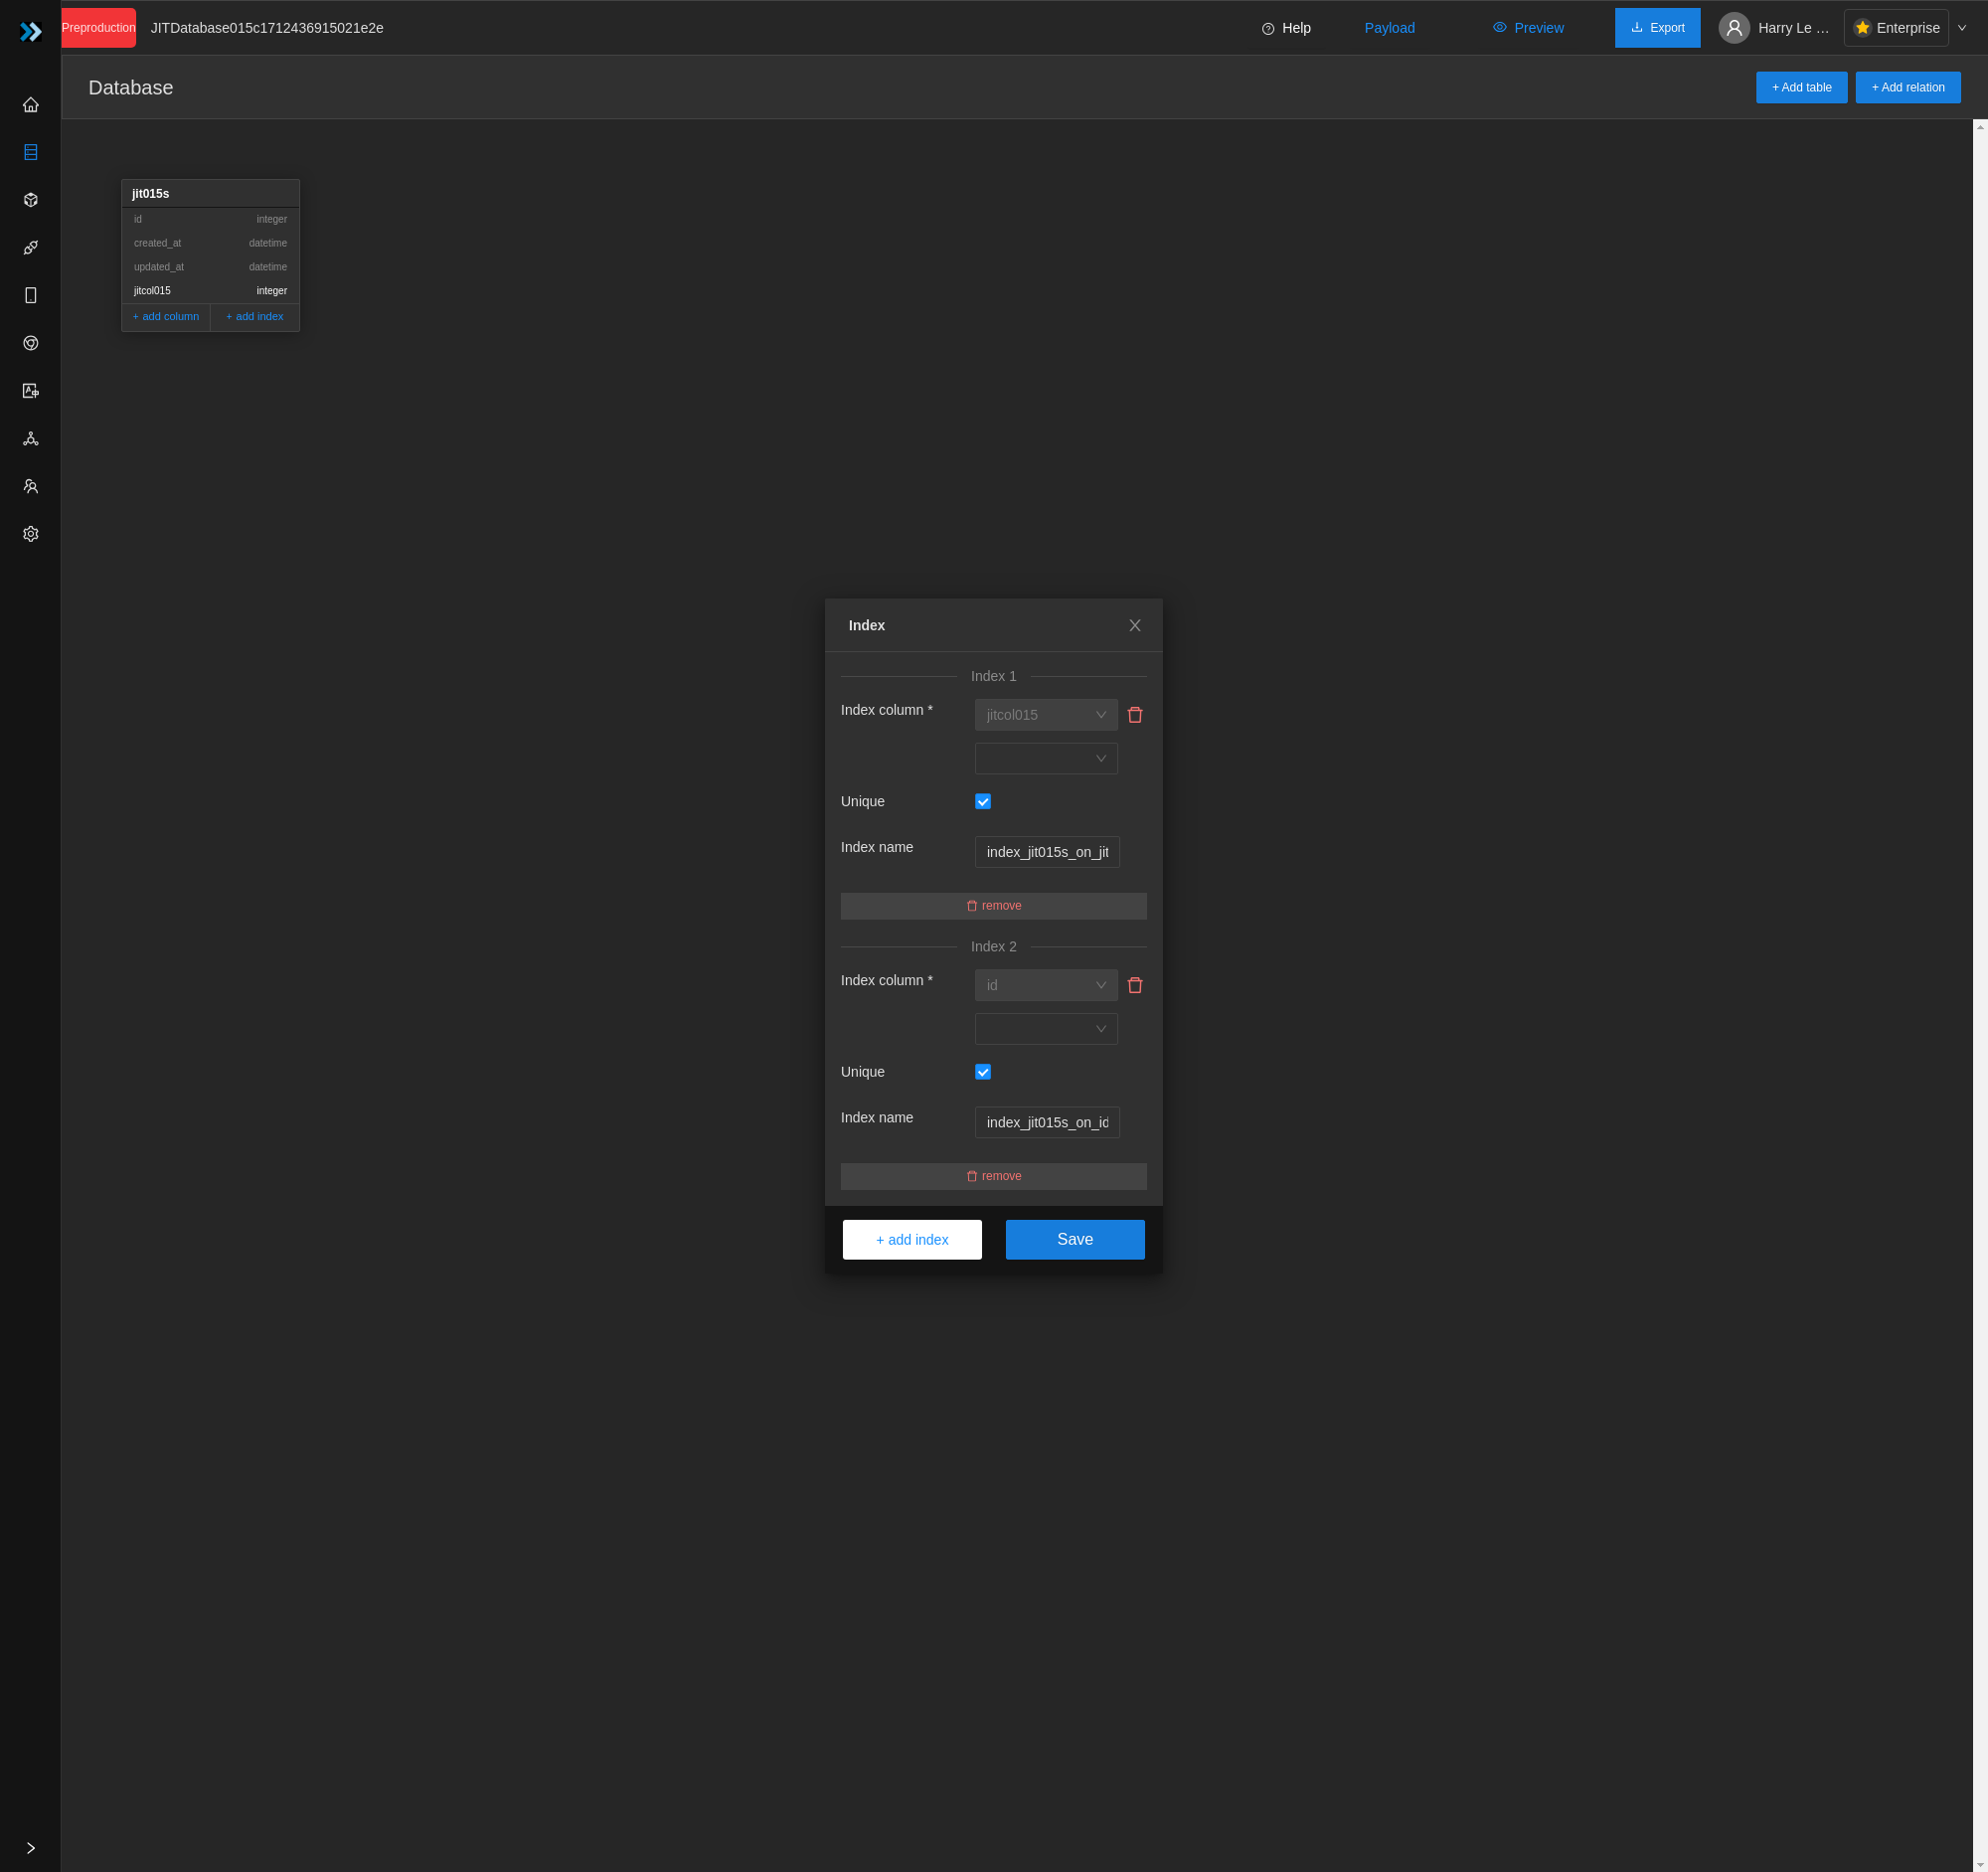 Preproduction JITDatabase015c1712436915021e2e Help Payload Preview Export Harry Le ... Enterprise
Database + Add table + Add relation
jit015s
id integer
created_at datetime
updated_at datetime
jitcol015 integer
+ add column + add index
Index
Index 1
Index column * jitcol015
Unique
Index name index_jit015s_on_jit
remove
Index 2
Index column * id
Unique
Index name index_jit015s_on_id
remove
+ add index Save